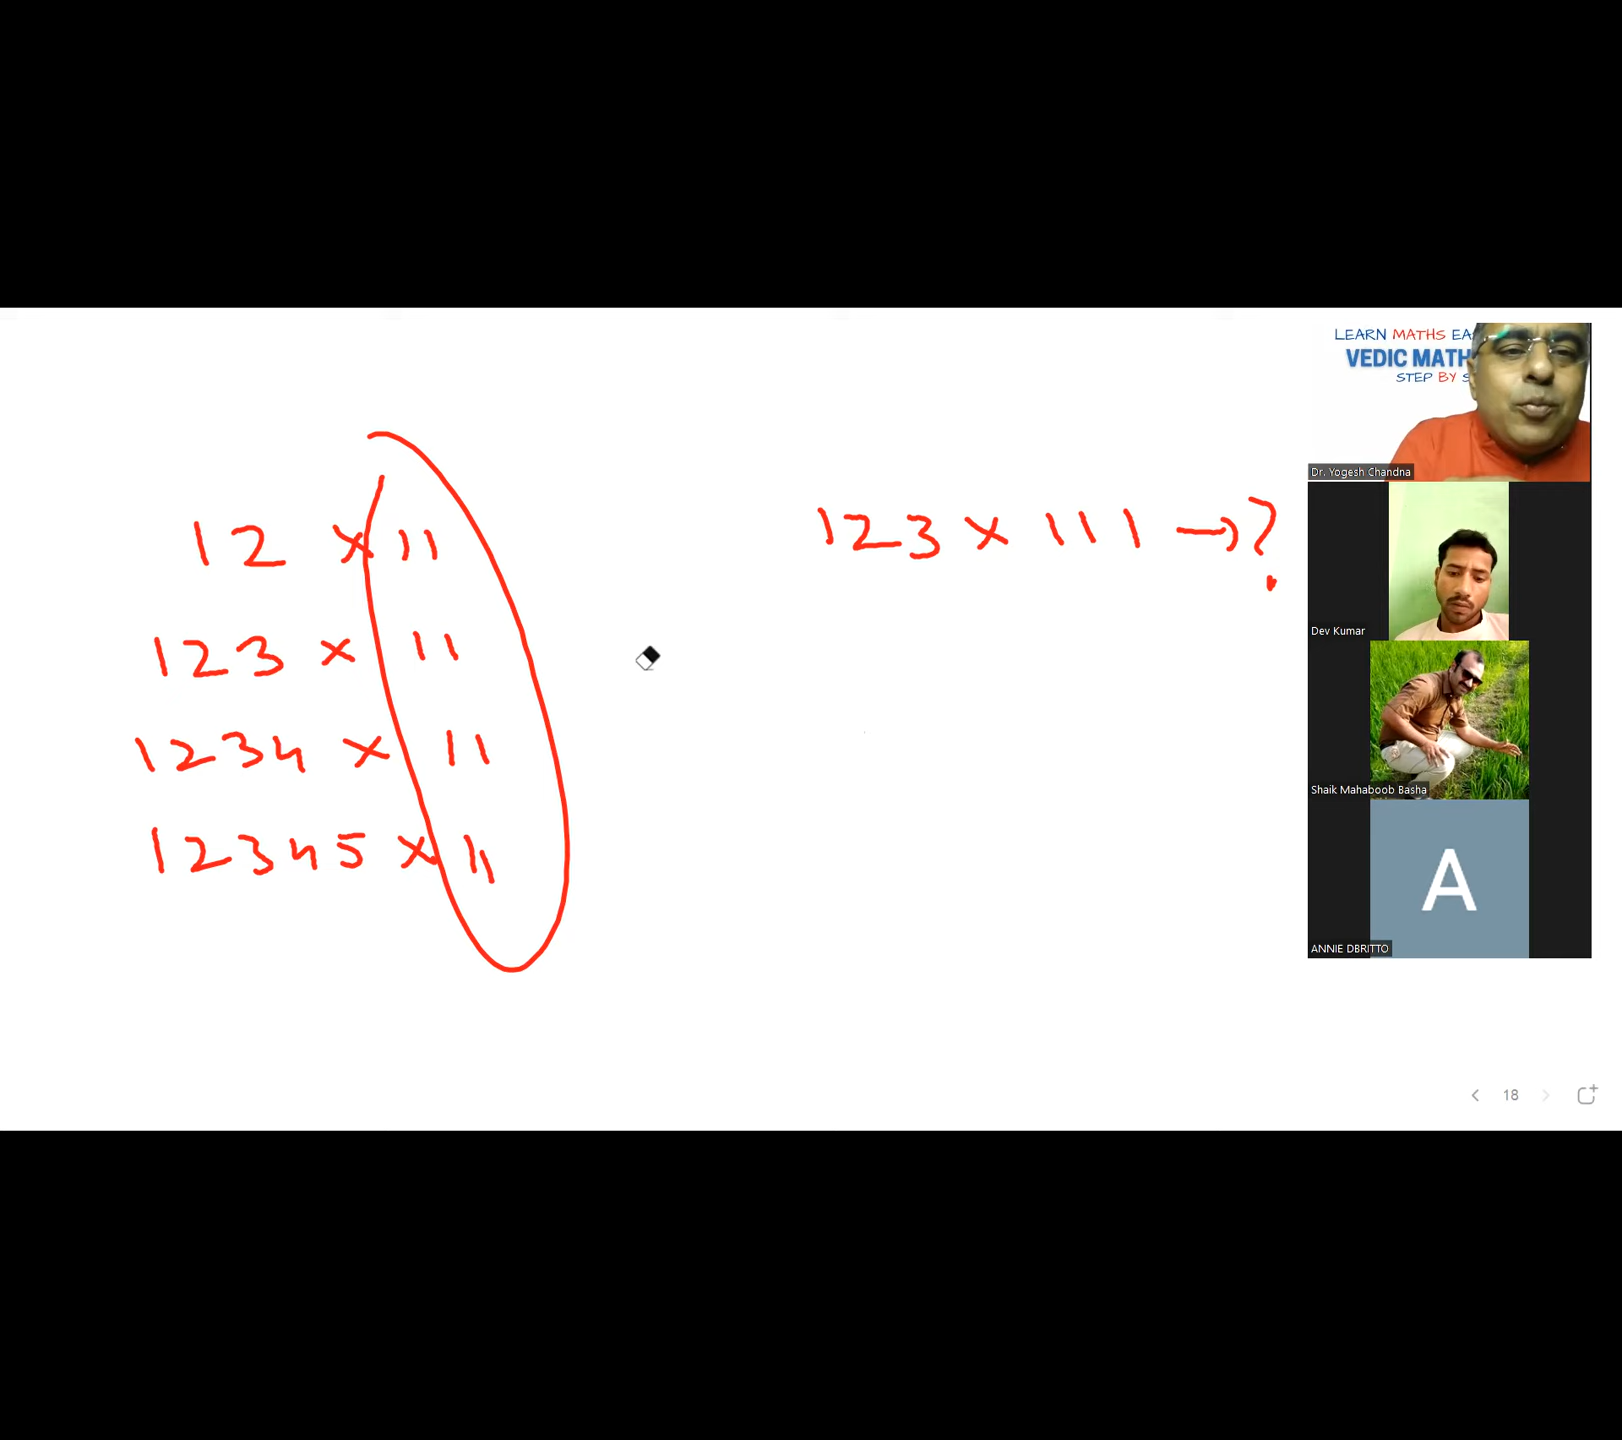 12 × 11
123 × 11
1234 × 11
12345 × 11
123 × 111 → ?
LEARN MATHS EA
VEDIC MATH
STEP BY S
Dr. Yogesh Chandna
Dev Kumar
Shaik Mahaboob Basha
A
ANNIE DBRITTO
< 18 >